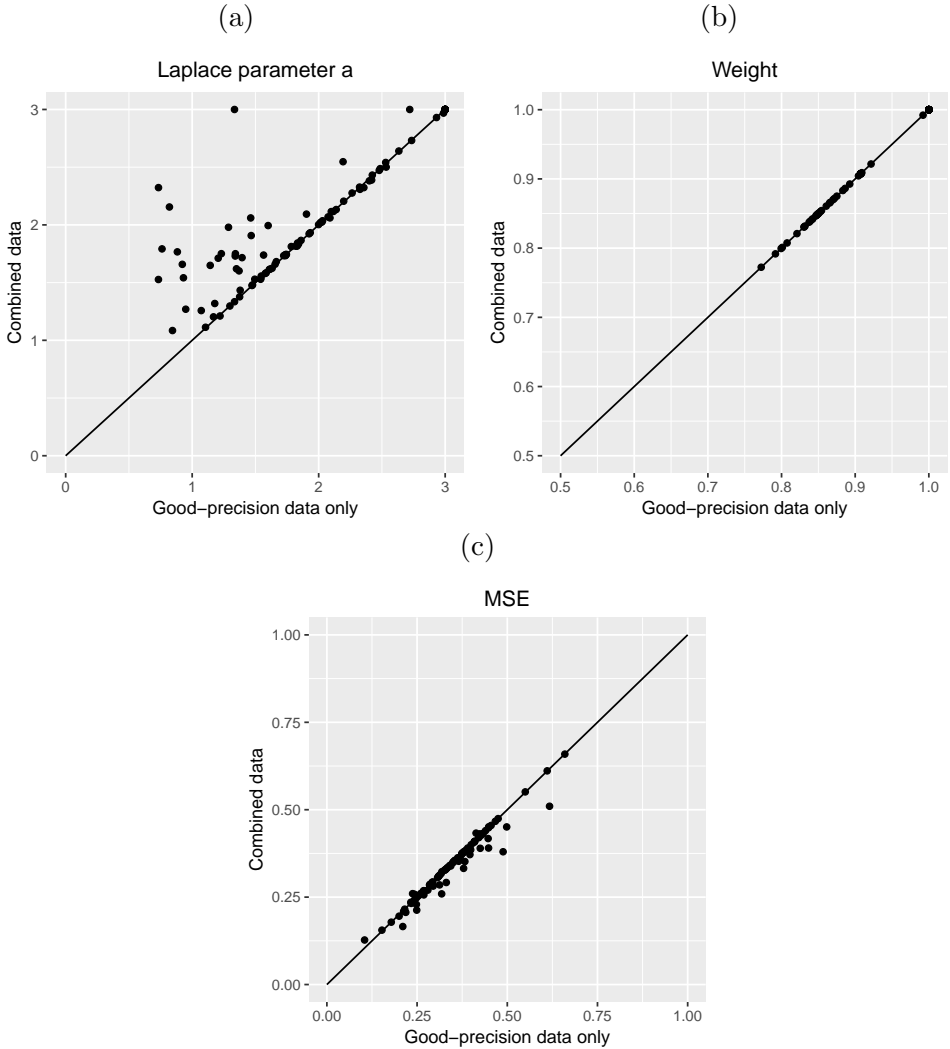 (a)
Laplace parameter a
3
2
1
0
0 1 2 3
Combined data
Good−precision data only
(b)
Weight
1.0
0.9
0.8
0.7
0.6
0.5
0.5 0.6 0.7 0.8 0.9 1.0
Combined data
Good−precision data only
(c)
MSE
1.00
0.75
0.50
0.25
0.00
0.00 0.25 0.50 0.75 1.00
Combined data
Good−precision data only